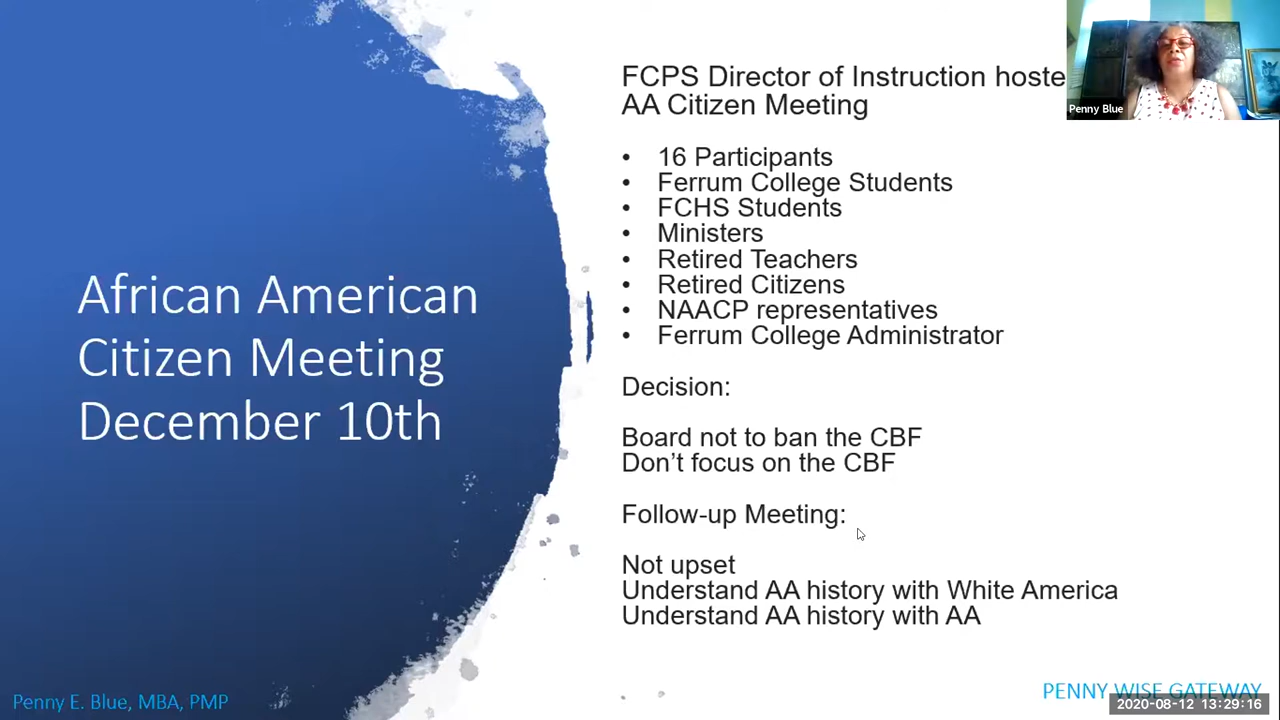 African American
Citizen Meeting
December 10th
FCPS Director of Instruction hoste
AA Citizen Meeting
• 16 Participants
• Ferrum College Students
• FCHS Students
• Ministers
• Retired Teachers
• Retired Citizens
• NAACP representatives
• Ferrum College Administrator
Decision:
Board not to ban the CBF
Don’t focus on the CBF
Follow-up Meeting:
Not upset
Understand AA history with White America
Understand AA history with AA
Penny Blue
Penny E. Blue, MBA, PMP
PENNY WISE GATEWAY
2020-08-12 13:29:16